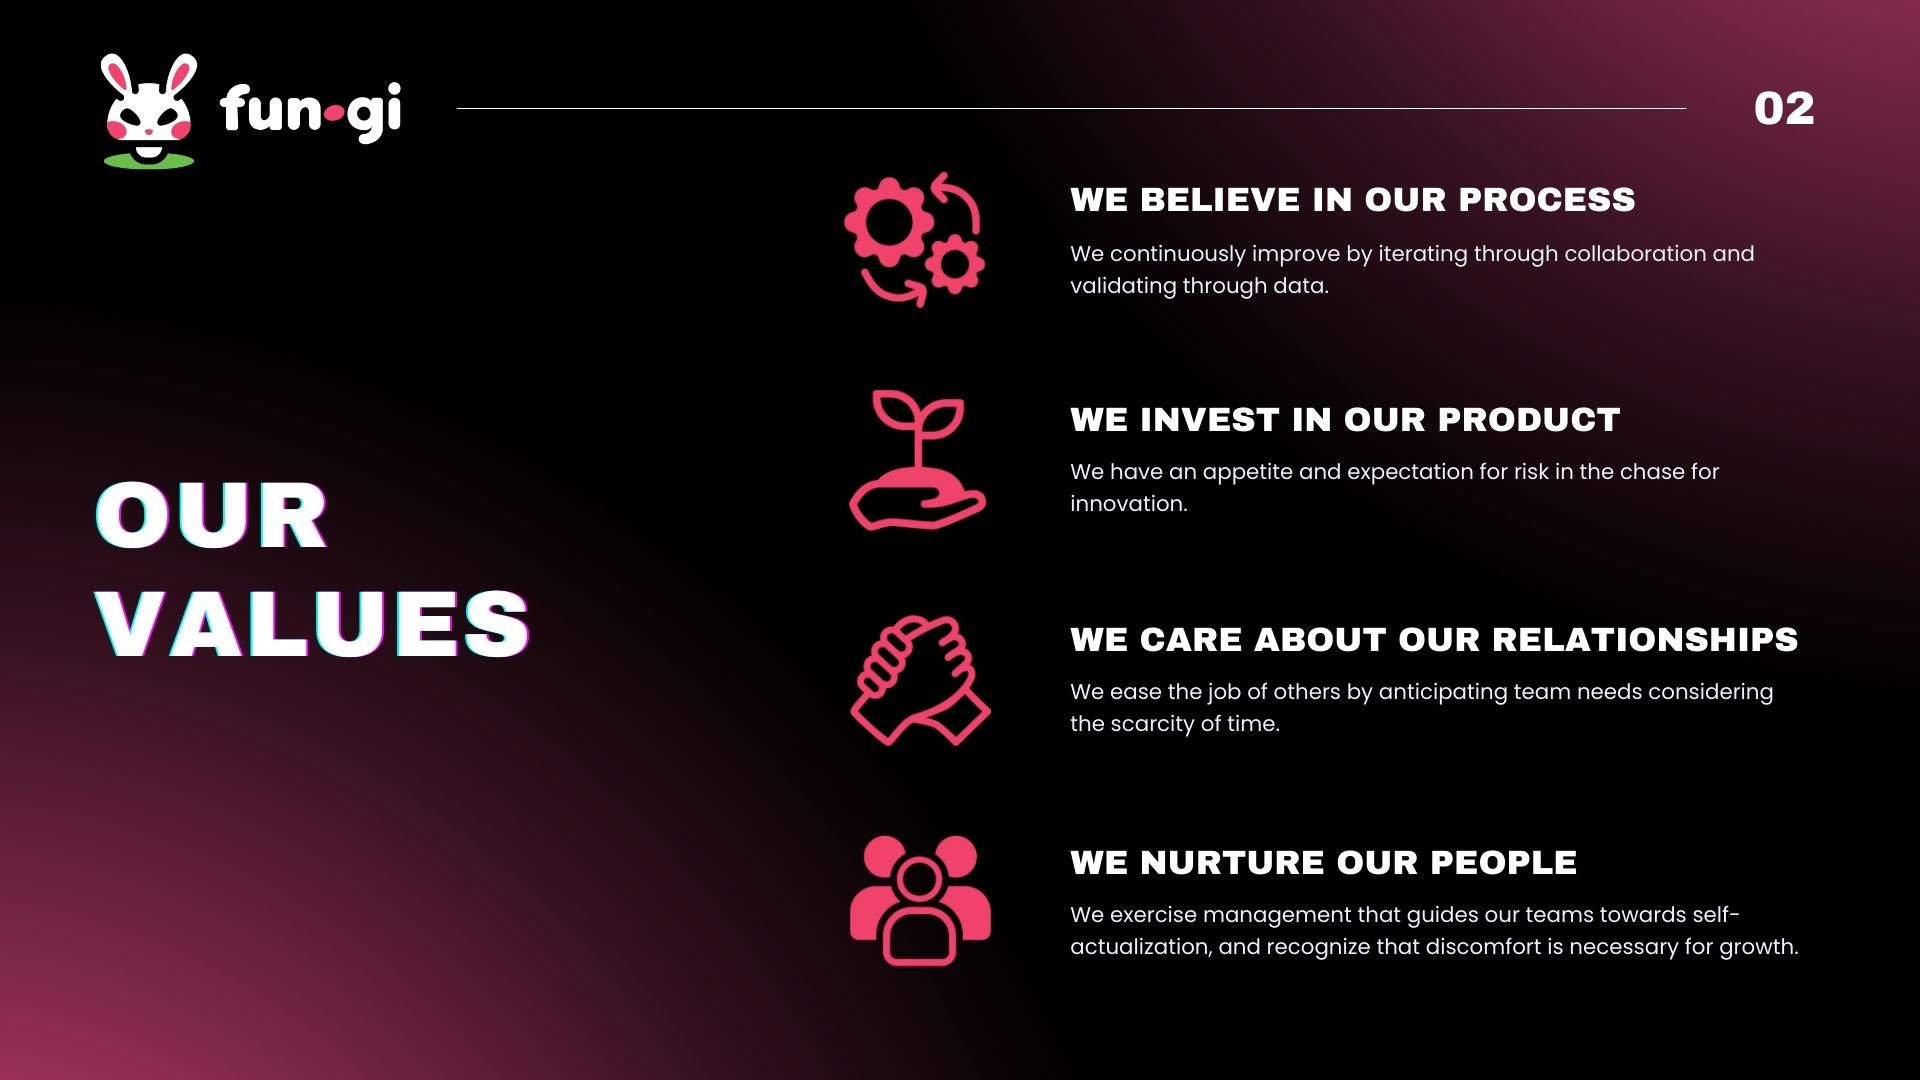 fun•gi
02
WE BELIEVE IN OUR PROCESS
We continuously improve by iterating through collaboration and
validating through data.
WE INVEST IN OUR PRODUCT
We have an appetite and expectation for risk in the chase for
innovation.
OUR
VALUES
WE CARE ABOUT OUR RELATIONSHIPS
We ease the job of others by anticipating team needs considering
the scarcity of time.
WE NURTURE OUR PEOPLE
We exercise management that guides our teams towards self-
actualization, and recognize that discomfort is necessary for growth.